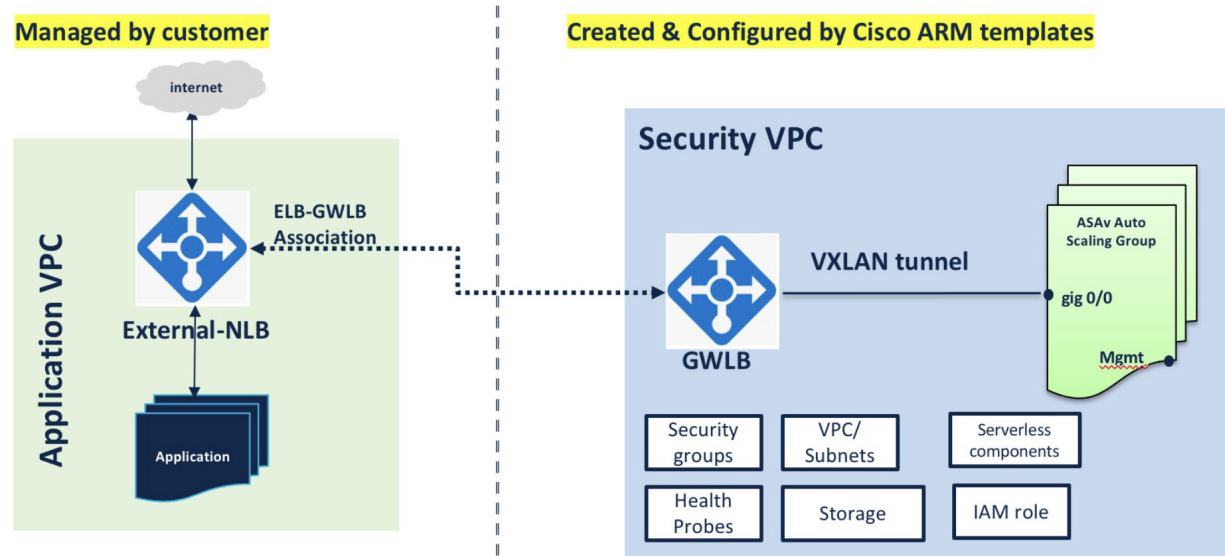 Managed by customer
Created & Configured by Cisco ARM templates
internet
Application VPC
ELB-GWLB
Association
External-NLB
Application
Security VPC
GWLB
VXLAN tunnel
ASAv Auto
Scaling Group
gig 0/0
Mgmt
Security
groups
VPC/
Subnets
Serverless
components
Health
Probes
Storage
IAM role